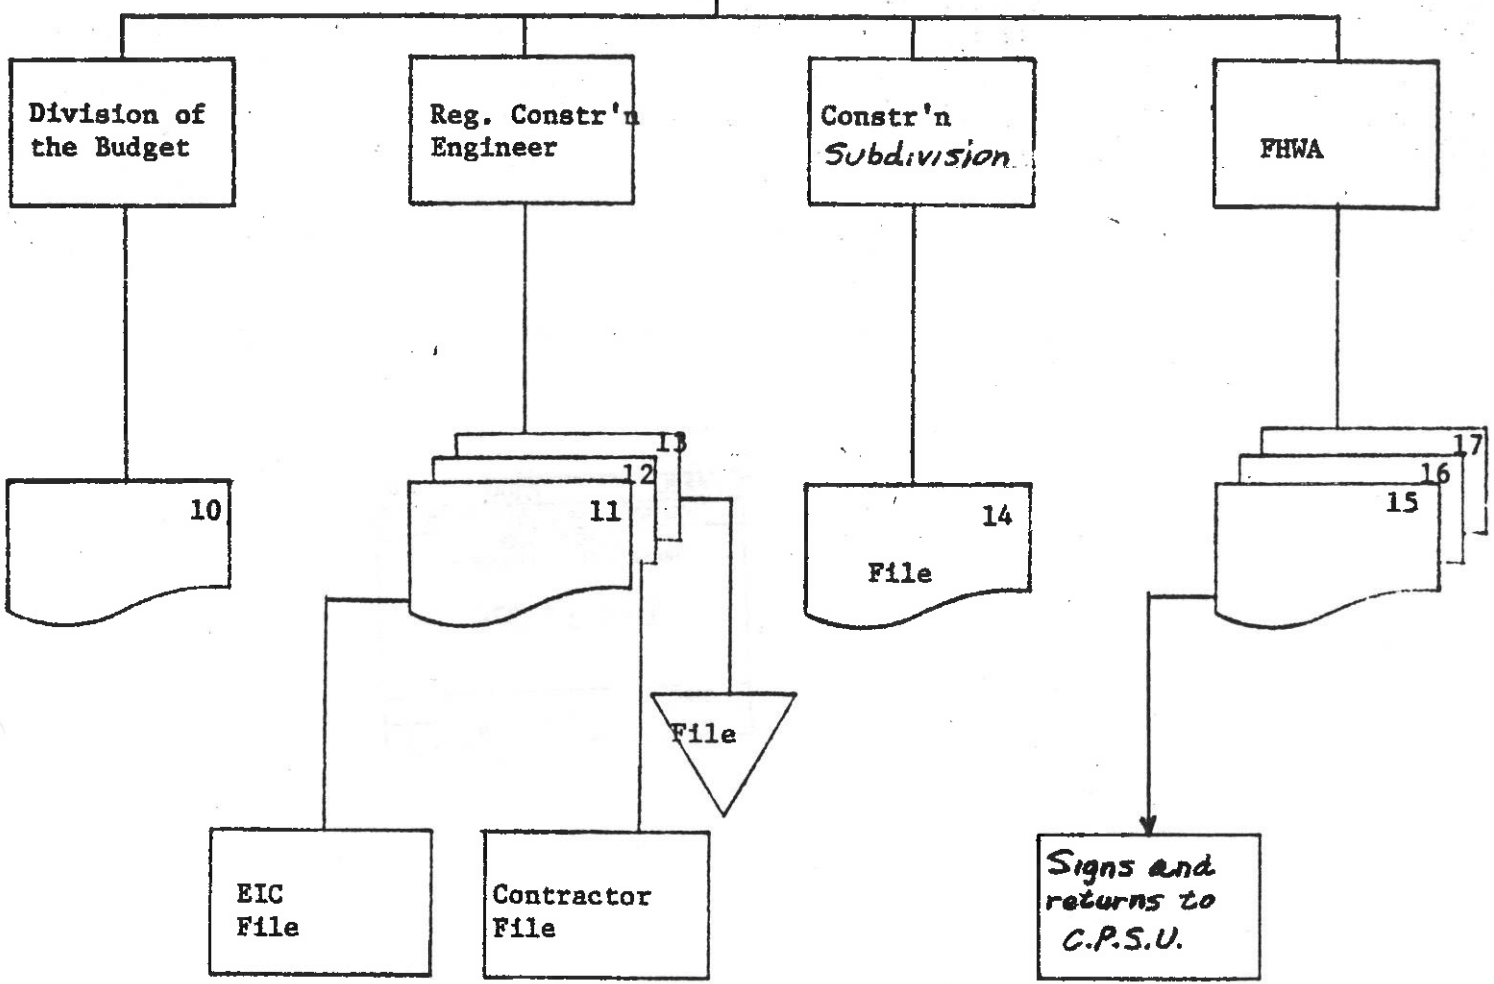 Division of
the Budget
Reg. Constr'n
Engineer
Constr'n
Subdivision
FHWA
10
13
12
11
14
File
17
16
15
File
EIC
File
Contractor
File
Signs and
returns to
C.P.S.U.